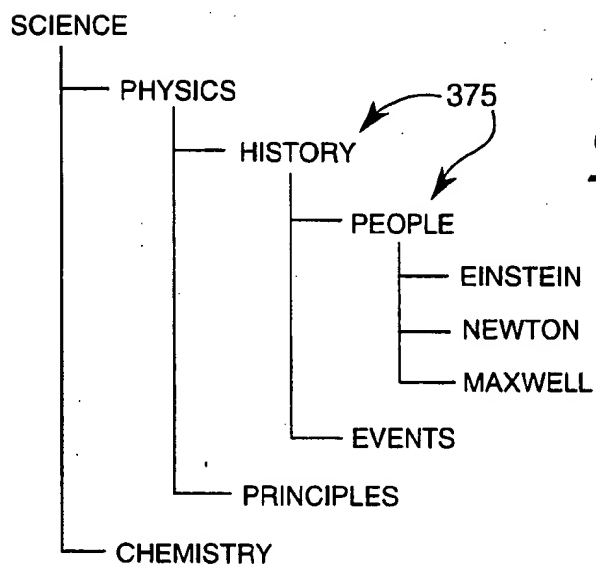 SCIENCE
PHYSICS
375
HISTORY
PEOPLE
EINSTEIN
NEWTON
MAXWELL
EVENTS
PRINCIPLES
CHEMISTRY